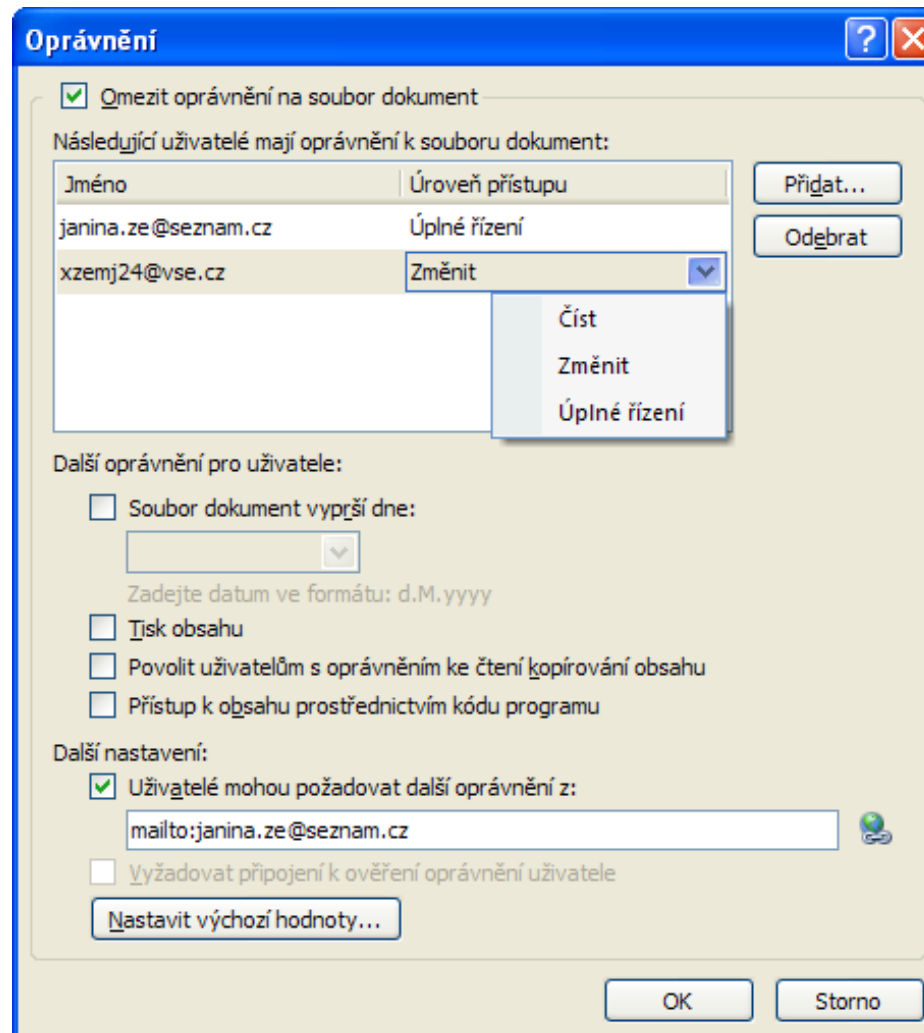 Oprávnění
Omezit oprávnění na soubor dokument
Následující uživatelé mají oprávnění k souboru dokument:
Jméno Úroveň přístupu Přidat...
janina.ze@seznam.cz Úplné řízení
Odebrat
xzemj24@vse.cz Změnit
Číst
Změnit
Úplné řízení
Další oprávnění pro uživatele:
Soubor dokument vyprší dne:
Zadejte datum ve formátu: d.M.yyyy
Tisk obsahu
Povolit uživatelům s oprávněním ke čtení kopírování obsahu
Přístup k obsahu prostřednictvím kódu programu
Další nastavení:
Uživatelé mohou požadovat další oprávnění z:
mailto:janina.ze@seznam.cz
Vyžadovat připojení k ověření oprávnění uživatele
Nastavit výchozí hodnoty...
OK Storno